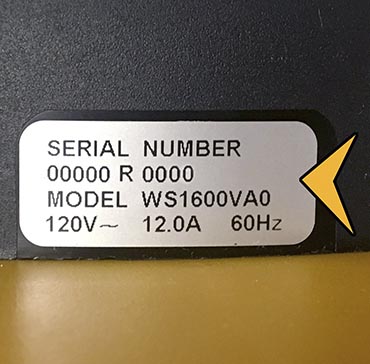 SERIAL NUMBER
00000 R 0000
MODEL WS1600VA0
120V~ 12.0A 60Hz